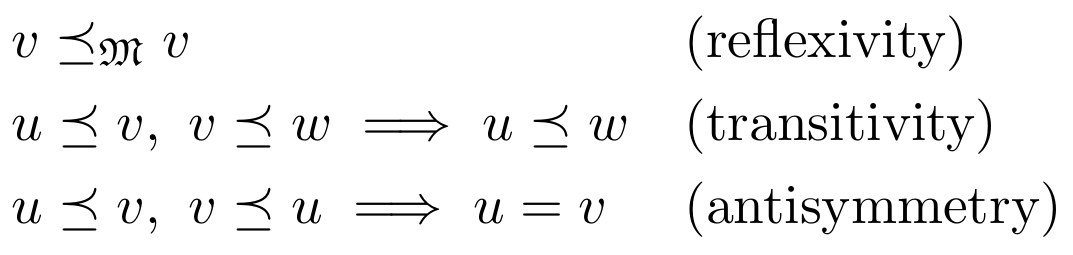 v ⪯_𝔐 v (reflexivity)
u ⪯ v, v ⪯ w ⟹ u ⪯ w (transitivity)
u ⪯ v, v ⪯ u ⟹ u = v (antisymmetry)